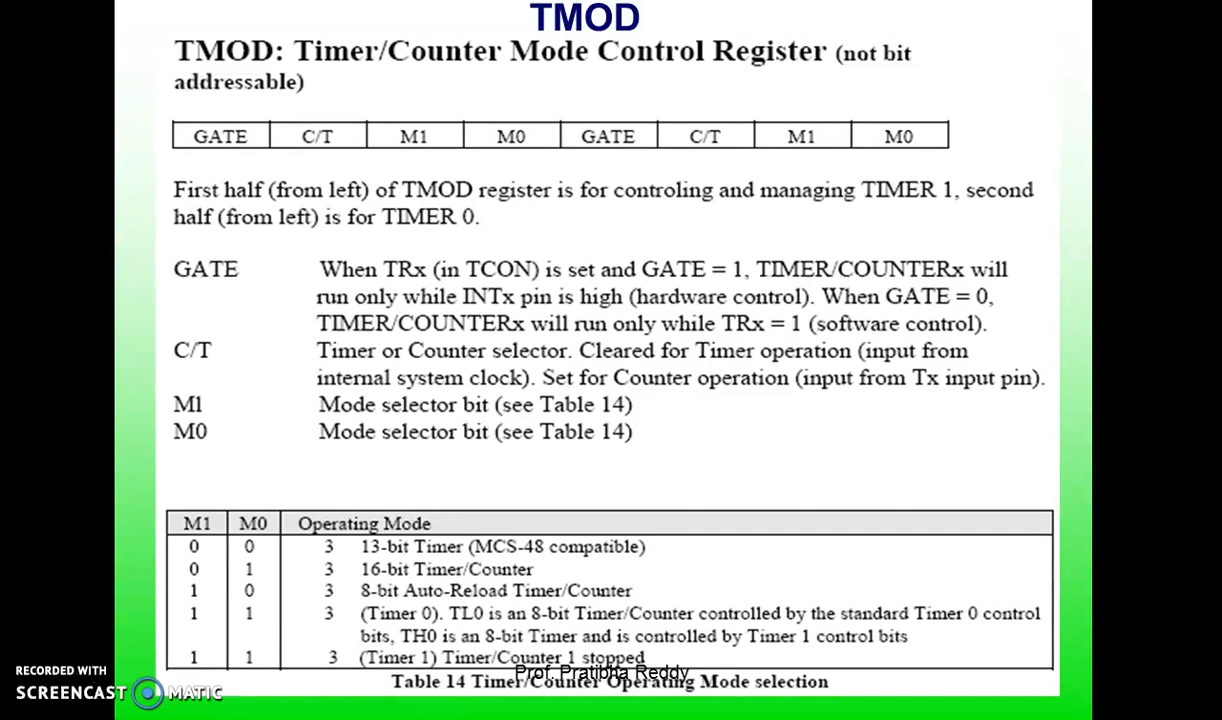 TMOD
TMOD: Timer/Counter Mode Control Register (not bit
addressable)
GATE C/T M1 M0 GATE C/T M1 M0
First half (from left) of TMOD register is for controling and managing TIMER 1, second
half (from left) is for TIMER 0.
GATE When TRx (in TCON) is set and GATE = 1, TIMER/COUNTERx will
run only while INTx pin is high (hardware control). When GATE = 0,
TIMER/COUNTERx will run only while TRx = 1 (software control).
C/T Timer or Counter selector. Cleared for Timer operation (input from
internal system clock). Set for Counter operation (input from Tx input pin).
M1 Mode selector bit (see Table 14)
M0 Mode selector bit (see Table 14)
M1 M0 Operating Mode
0 0 3 13-bit Timer (MCS-48 compatible)
0 1 3 16-bit Timer/Counter
1 0 3 8-bit Auto-Reload Timer/Counter
1 1 3 (Timer 0). TL0 is an 8-bit Timer/Counter controlled by the standard Timer 0 control
bits, TH0 is an 8-bit Timer and is controlled by Timer 1 control bits
1 1 3 (Timer 1) Timer/Counter 1 stopped
Prof. Pratibha Reddy
Table 14 Timer/Counter Operating Mode selection
RECORDED WITH
SCREENCAST MATIC